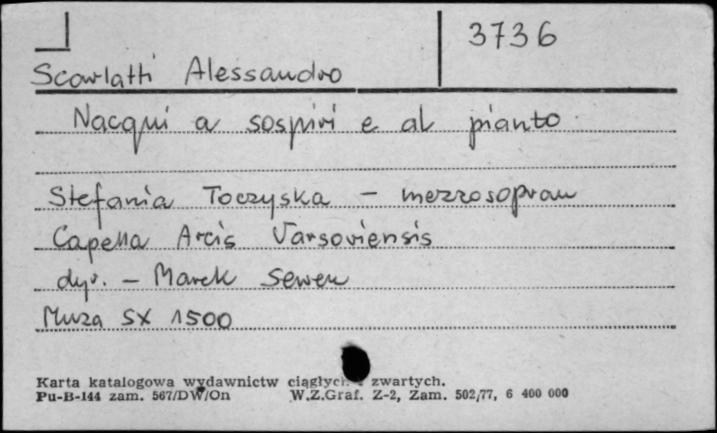 3736
Scarlatti Alessandro
Nacqui a sospiri e al pianto
Stefania Toczyska – mezzosopran
Capella Arcis Varsoviensis
dyr. – Marek Sewen
Muza SX 1500
Karta katalogowa wydawnictw ciągłych i zwartych.
Pu-B-144 zam. 567/DW/On W.Z.Graf. Z-2, Zam. 502/77, 6 400 000